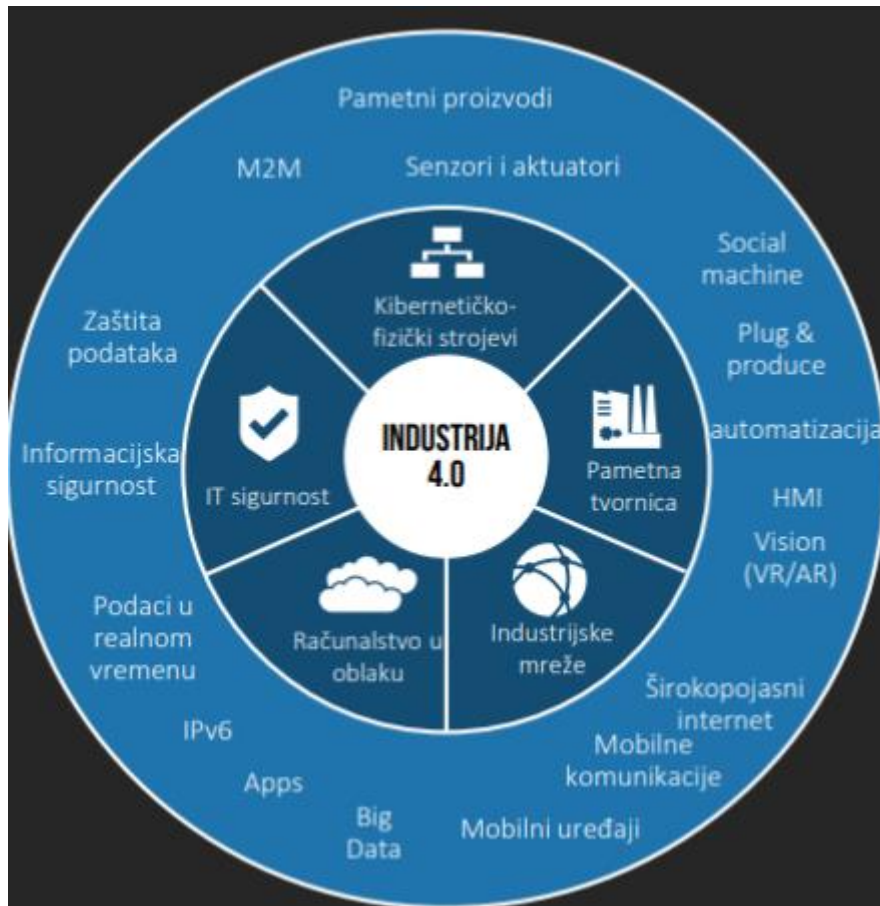 Pametni proizvodi
M2M
Senzori i aktuatori
Social
machine
Plug &
produce
automatizacija
HMI
Vision
(VR/AR)
Širokopojasni
internet
Mobilne
komunikacije
Mobilni uređaji
Big
Data
Apps
IPv6
Podaci u
realnom
vremenu
Informacijska
sigurnost
Zaštita
podataka
Kibernetičko-
fizički strojevi
Pametna
tvornica
Industrijske
mreže
Računalstvo u
oblaku
IT sigurnost
INDUSTRIJA
4.0